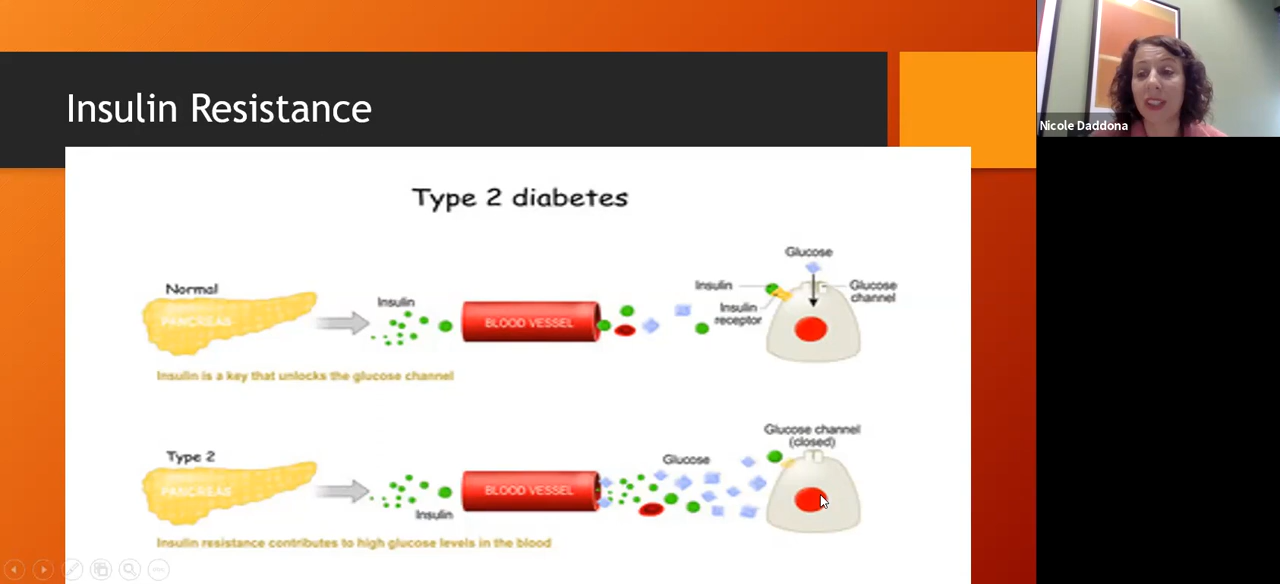 Insulin Resistance
Nicole Daddona
Type 2 diabetes
Normal
PANCREAS
Insulin
BLOOD VESSEL
Glucose
Insulin
Insulin
receptor
Glucose
channel
Insulin is a key that unlocks the glucose channel
Type 2
PANCREAS
Insulin
BLOOD VESSEL
Glucose
Glucose channel
(closed)
Insulin resistance contributes to high glucose levels in the blood